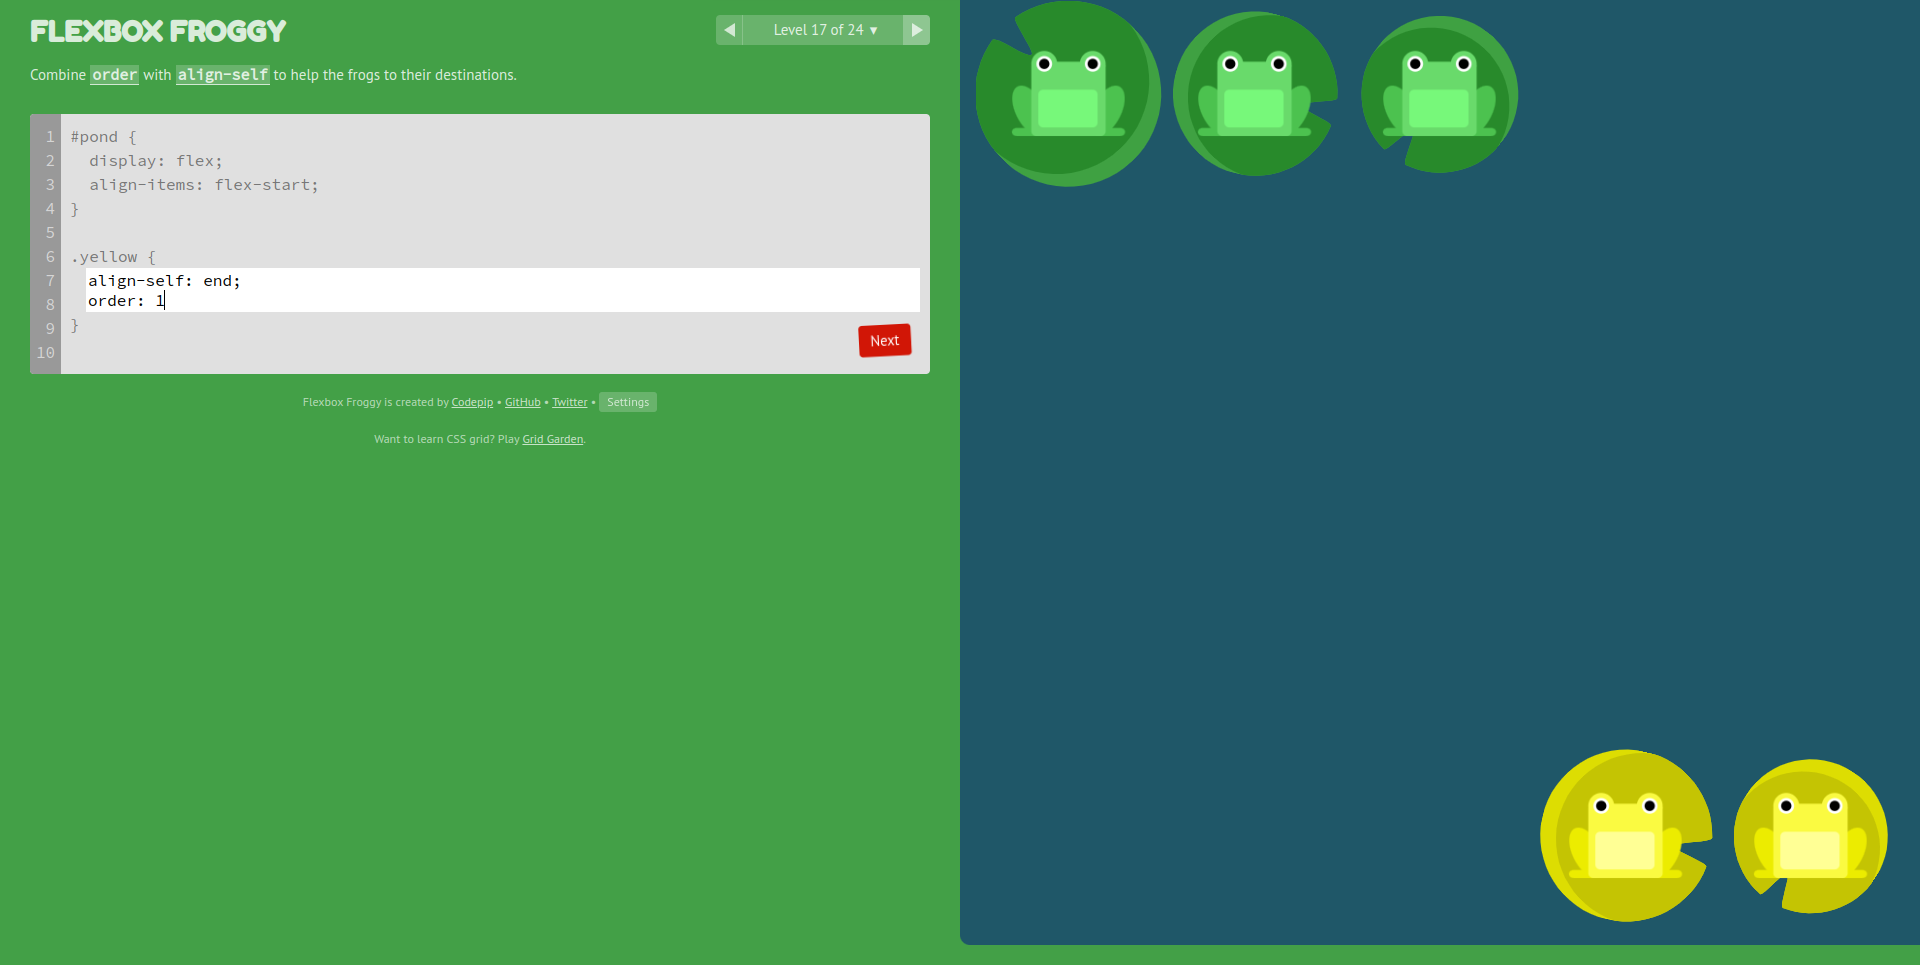 FLEXBOX FROGGY
◀ Level 17 of 24 ▾ ▶
Combine order with align-self to help the frogs to their destinations.
1 #pond {
2   display: flex;
3   align-items: flex-start;
4 }
5
6 .yellow {
7   align-self: end;
8   order: 1
9 }
10
Next
Flexbox Froggy is created by Codepip • GitHub • Twitter • Settings
Want to learn CSS grid? Play Grid Garden.